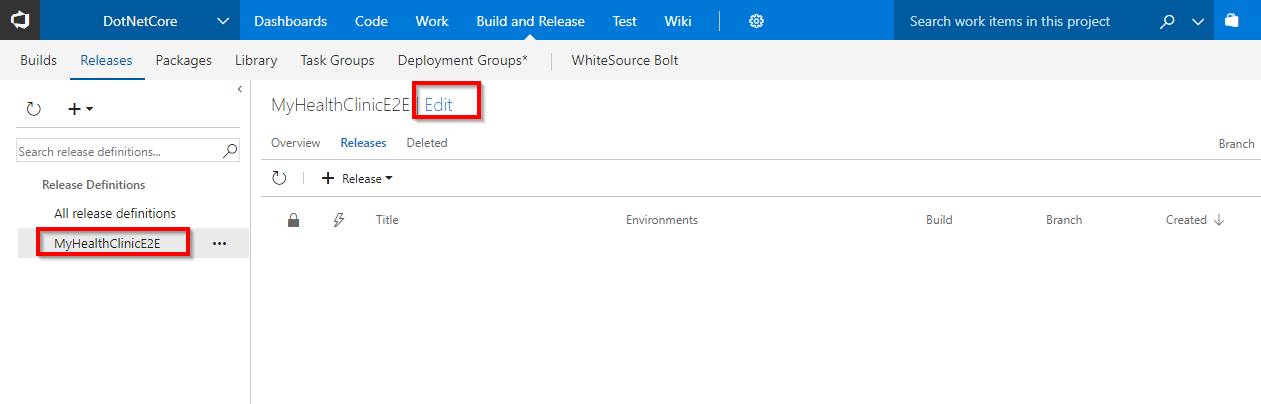 DotNetCore Dashboards Code Work Build and Release Test Wiki Search work items in this project
Builds Releases Packages Library Task Groups Deployment Groups* WhiteSource Bolt
MyHealthClinicE2E | Edit
Overview Releases Deleted Branch
Search release definitions...
+ Release
Release Definitions
All release definitions
Title Environments Build Branch Created
MyHealthClinicE2E ...